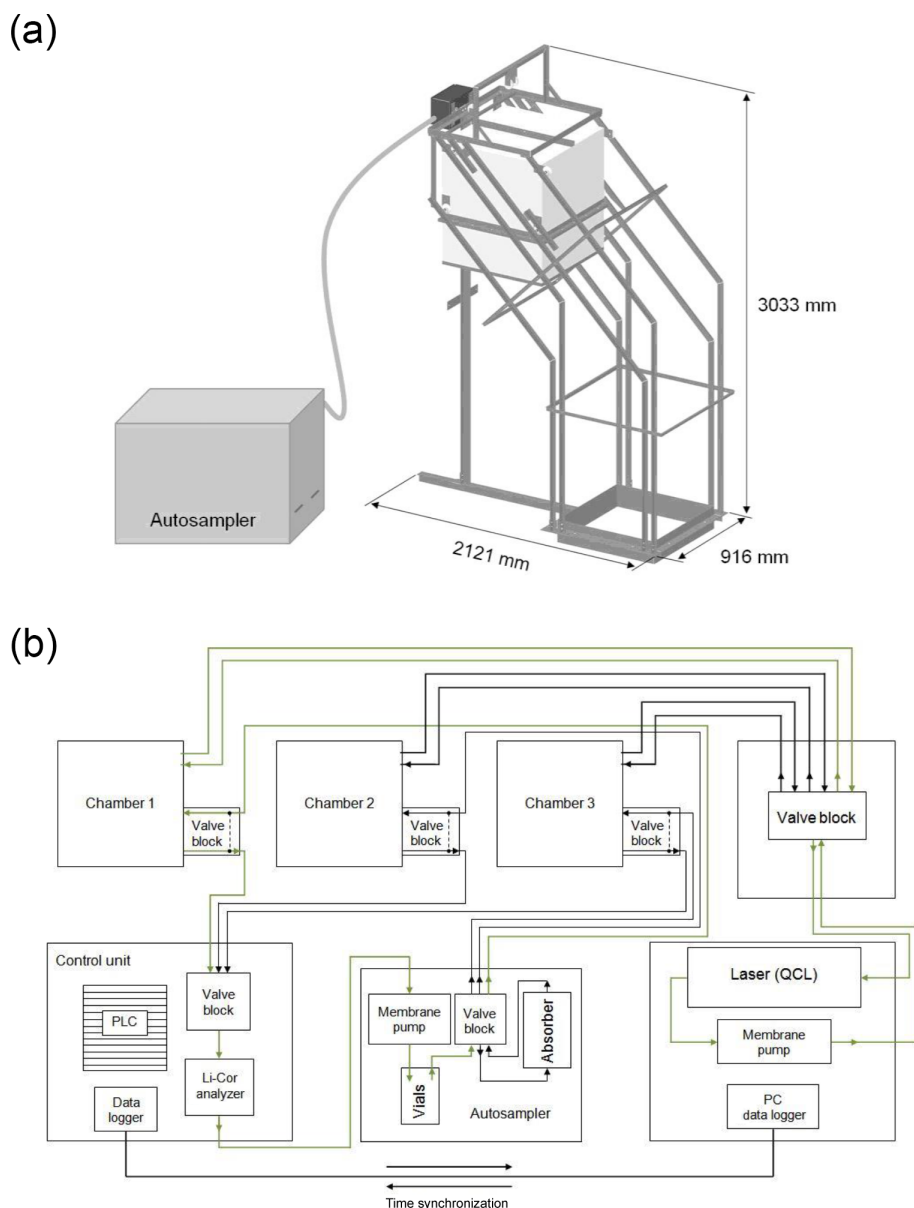 (a)
3033 mm
Autosampler
2121 mm
916 mm
(b)
Chamber 1
Valve
block
Chamber 2
Valve
block
Chamber 3
Valve
block
Valve block
Control unit
PLC
Valve
block
Li-Cor
analyzer
Data
logger
Membrane
pump
Valve
block
Absorber
Vials
Autosampler
Laser (QCL)
Membrane
pump
PC
data logger
Time synchronization